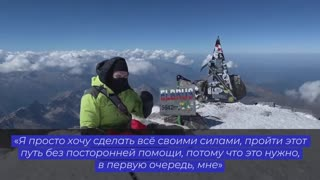 ELBRUS
«Я просто хочу сделать всё своими силами, пройти этот
путь без посторонней помощи, потому что это нужно,
в первую очередь, мне»